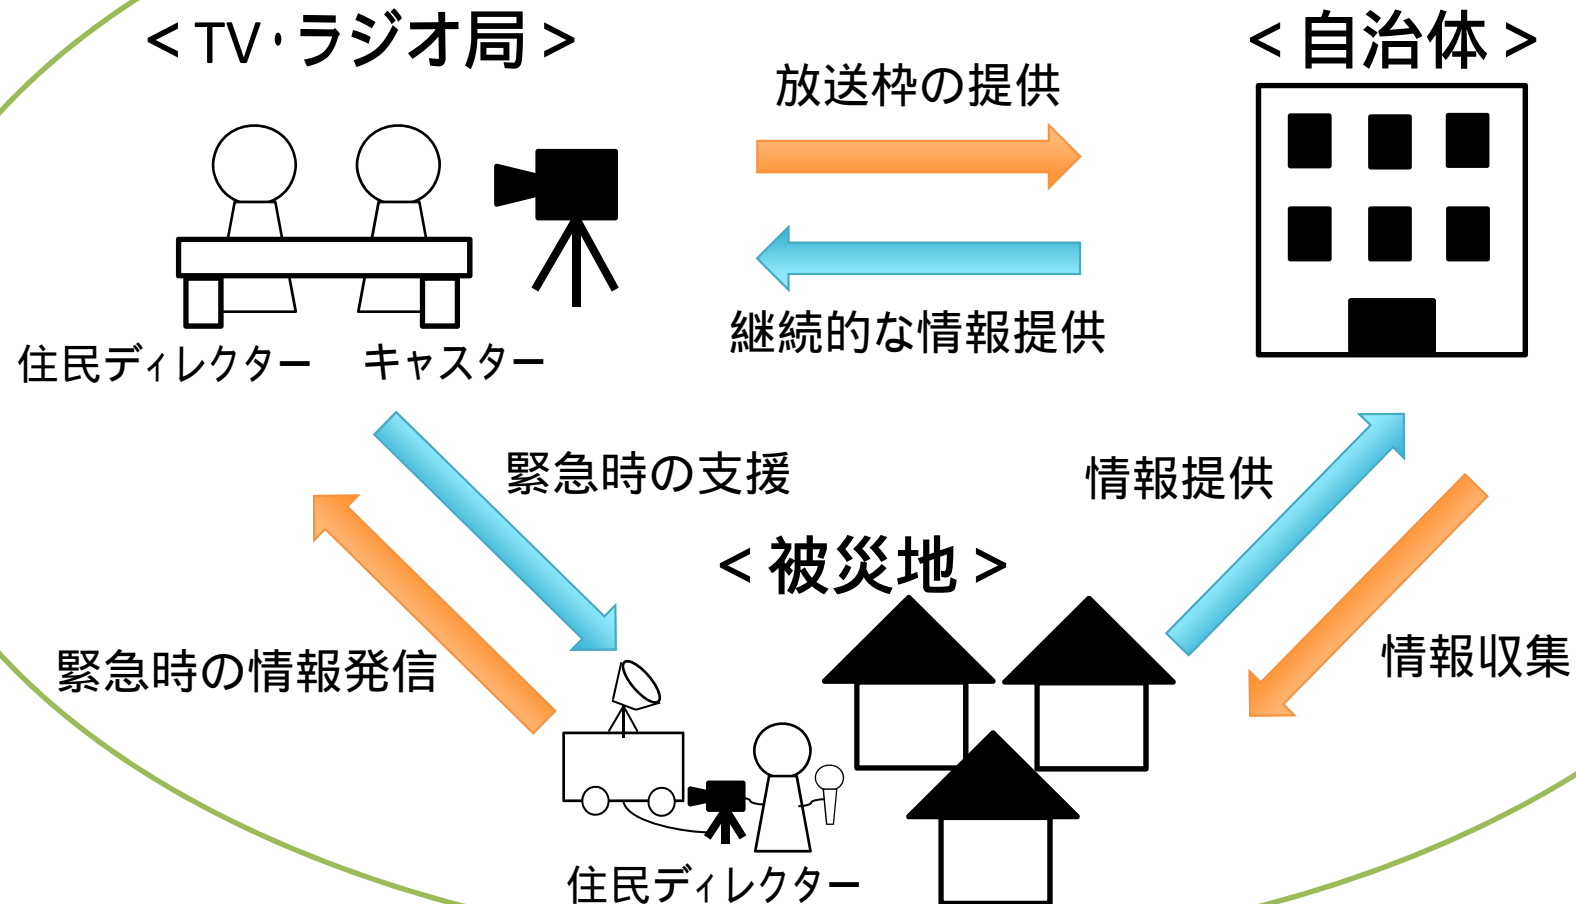 <TV・ラジオ局>
<自治体>
放送枠の提供
継続的な情報提供
住民ディレクター
キャスター
緊急時の支援
情報提供
<被災地>
緊急時の情報発信
情報収集
住民ディレクター